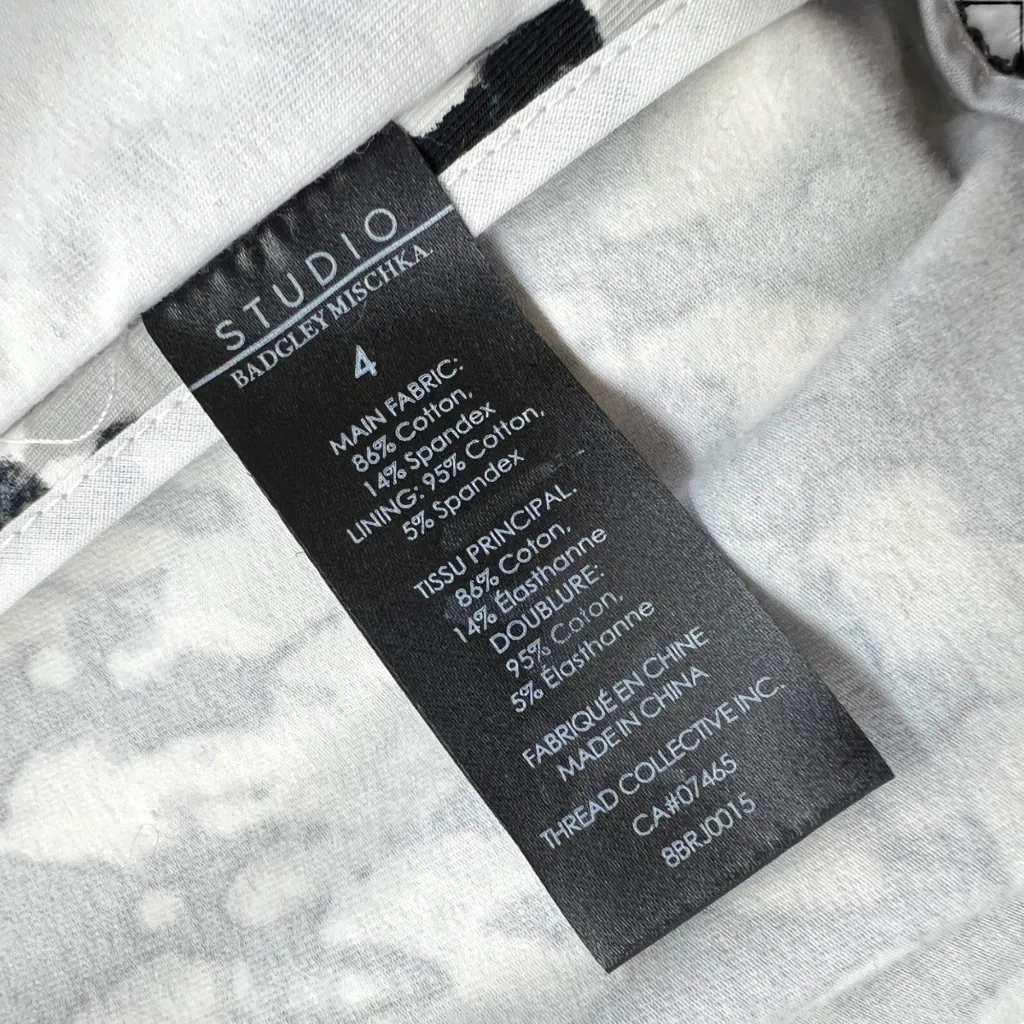 STUDIO
BADGLEY MISCHKA.
4
MAIN FABRIC:
86% Cotton,
14% Spandex
LINING: 95% Cotton,
5% Spandex
TISSU PRINCIPAL.
86% Coton,
14% Élasthanne
DOUBLURE:
95% Coton,
5% Élasthanne
FABRIQUÉ EN CHINE
MADE IN CHINA
THREAD COLLECTIVE INC.
CA#07465
8BRJ0015